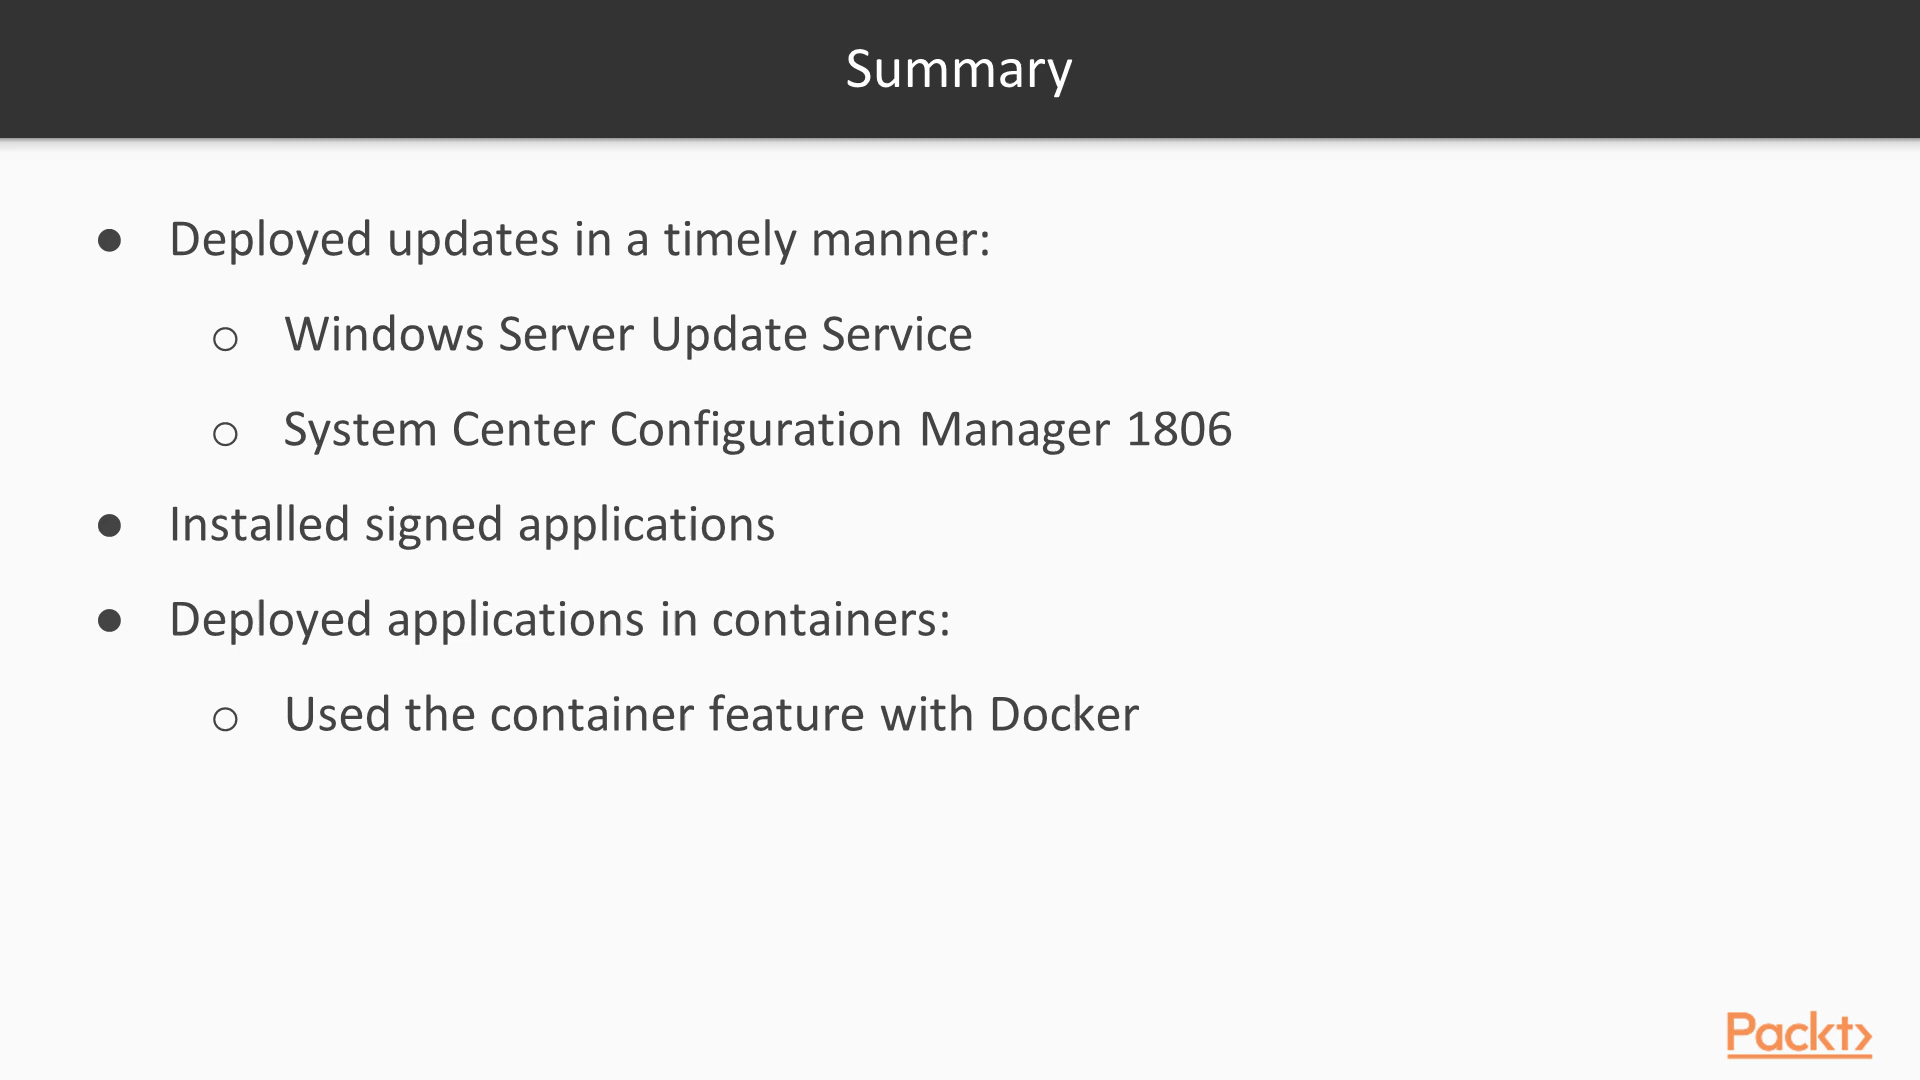 Summary
● Deployed updates in a timely manner:
○ Windows Server Update Service
○ System Center Configuration Manager 1806
● Installed signed applications
● Deployed applications in containers:
○ Used the container feature with Docker
Packt>